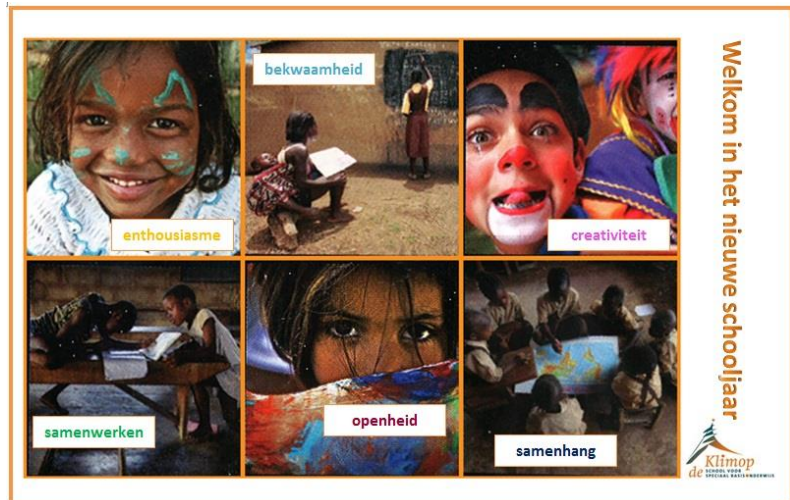 enthousiasme
bekwaamheid
creativiteit
samenwerken
openheid
samenhang
Welkom in het nieuwe schooljaar
de Klimop
SCHOOL VOOR
SPECIAAL BASISONDERWIJS